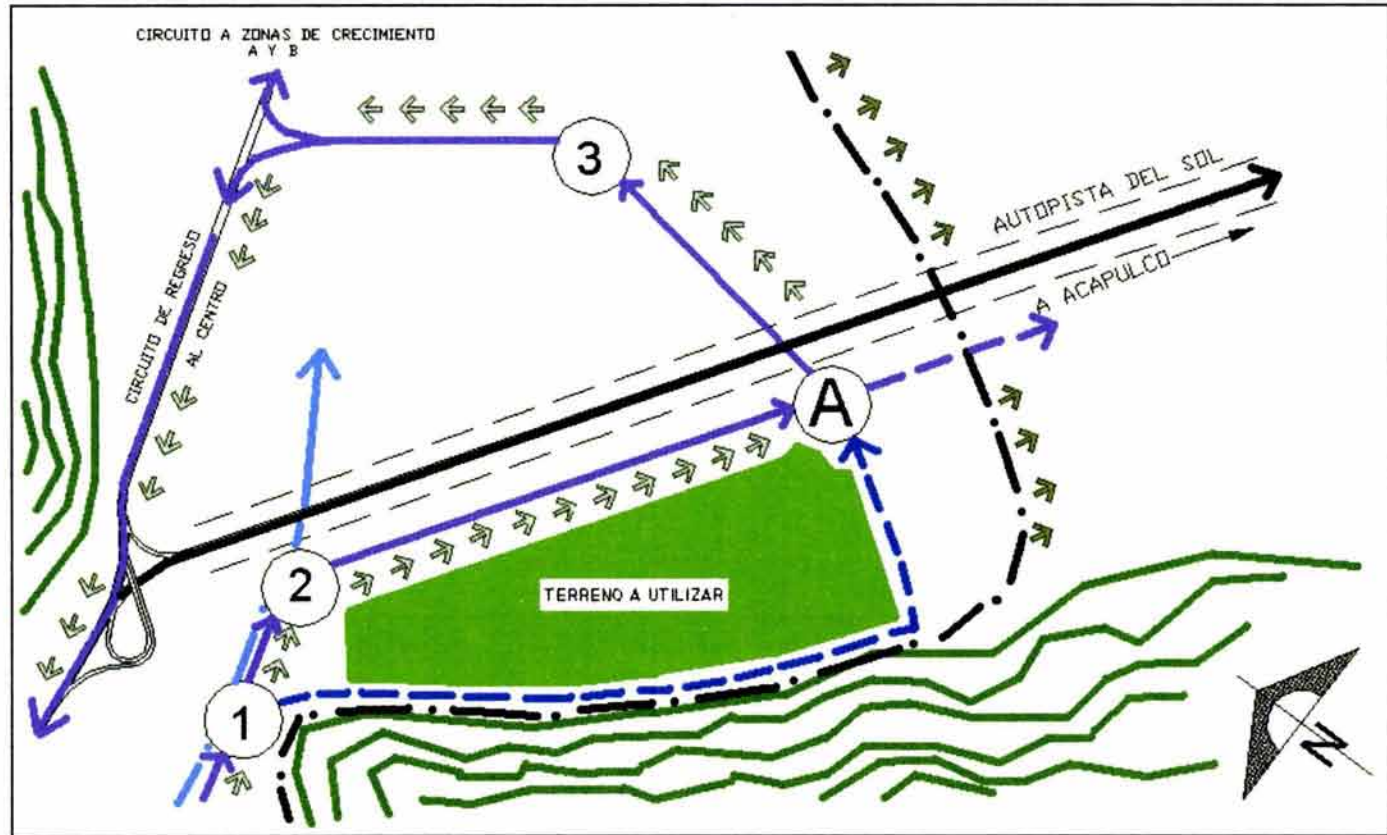 CIRCUITO A ZONAS DE CRECIMIENTO
A Y B
3
AUTOPISTA DEL SOL
A ACAPULCO
CIRCUITO DE REGRESO
AL CENTRO
A
2
TERRENO A UTILIZAR
1
N